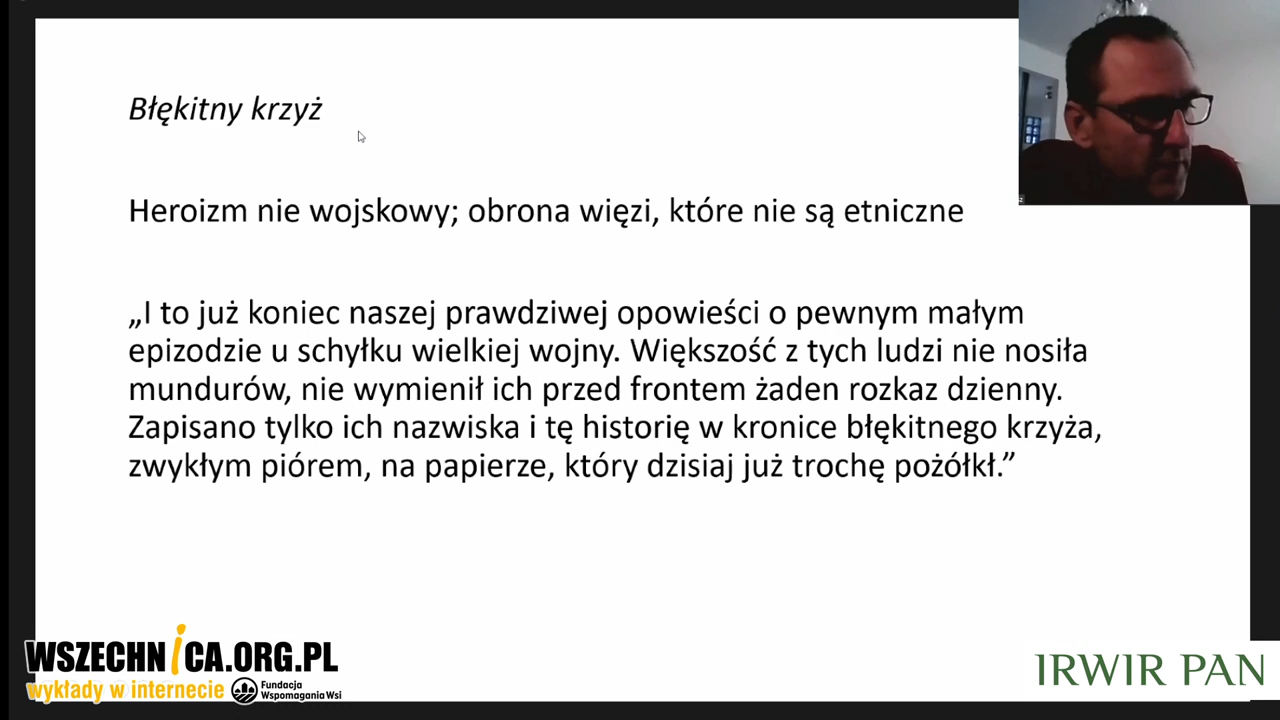 Błękitny krzyż
Heroizm nie wojskowy; obrona więzi, które nie są etniczne
„I to już koniec naszej prawdziwej opowieści o pewnym małym
epizodzie u schyłku wielkiej wojny. Większość z tych ludzi nie nosiła
mundurów, nie wymienił ich przed frontem żaden rozkaz dzienny.
Zapisano tylko ich nazwiska i tę historię w kronice błękitnego krzyża,
zwykłym piórem, na papierze, który dzisiaj już trochę pożółkł.”
WSZECHNiCA.ORG.PL
wykłady w internecie
Fundacja
Wspomagania Wsi
IRWIR PAN